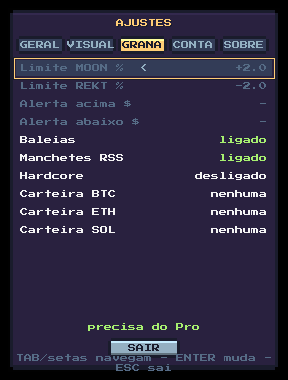 AJUSTES
GERAL VISUAL GRANA CONTA SOBRE
Limite MOON % < +2.0
Limite REKT % -2.0
Alerta acima $ -
Alerta abaixo $ -
Baleias ligado
Manchetes RSS ligado
Hardcore desligado
Carteira BTC nenhuma
Carteira ETH nenhuma
Carteira SOL nenhuma
precisa do Pro
SAIR
TAB/setas navegam - ENTER muda -
ESC sai